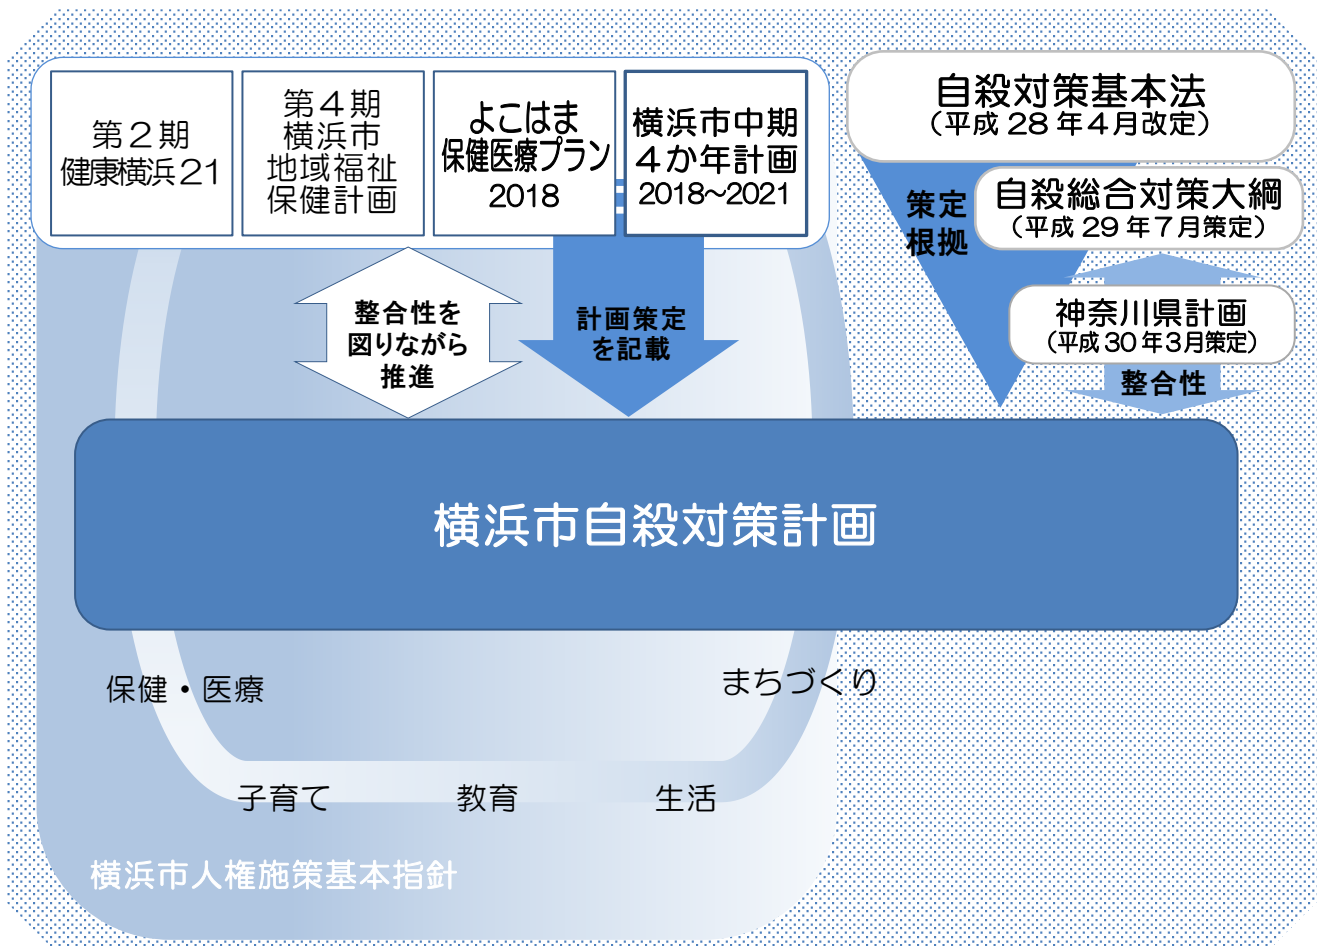 第２期
健康横浜21
第４期
横浜市
地域福祉
保健計画
よこはま
保健医療プラン
2018
横浜市中期
４か年計画
2018～2021
自殺対策基本法
（平成 28 年４月改定）
策定
根拠
自殺総合対策大綱
（平成 29 年７月策定）
神奈川県計画
（平成 30 年３月策定）
整合性
整合性を
図りながら
推進
計画策定
を記載
横浜市自殺対策計画
保健・医療
まちづくり
子育て
教育
生活
横浜市人権施策基本指針